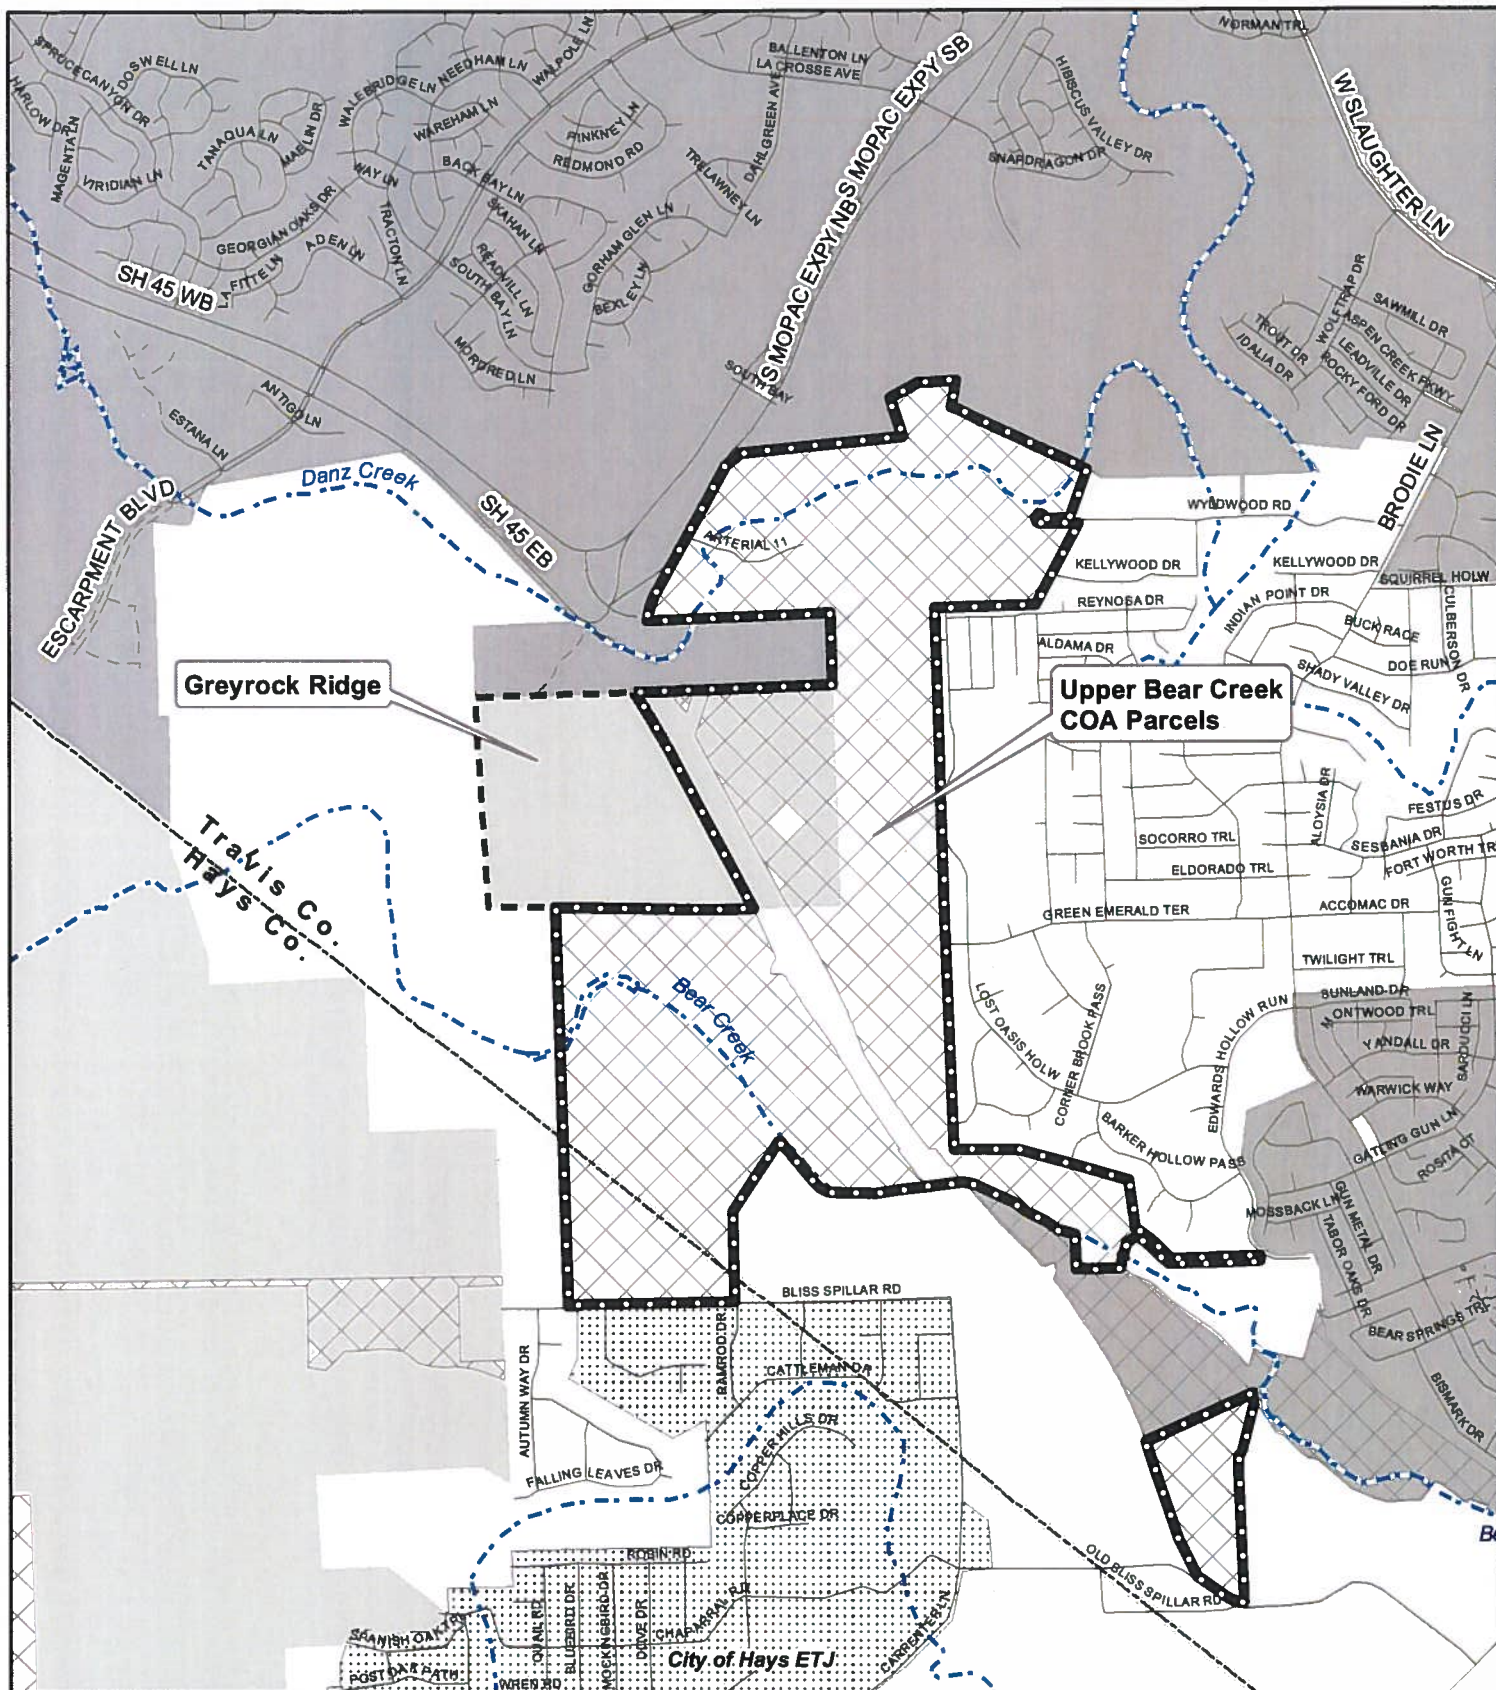 NORMAN TRL
SPRUCE CANYON DR
DOSWELL LN
HARLOW DR
MAGENTA LN
VIRIDIAN LN
TANAQUA LN
MAELIN DR
WALEBRIDGE LN
NEEDHAM LN
WALPOLE LN
WAREHAM LN
PINKNEY LN
REDMOND RD
BALLENTON LN
LA CROSSE AVE
DAHLGREEN AVE
TRELAWNEY LN
S MOPAC EXPY SB
S MOPAC EXPY NB
HIBISCUS VALLEY DR
SNAPDRAGON DR
W SLAUGHTER LN
WAY LN
BACK BAY LN
SKAHAN LN
GEORGIAN OAKS DR
ADEN LN
TRACTON LN
READVILL LN
SOUTH BAY LN
GORHAM GLEN LN
BEXLEY LN
MORDRED LN
SH 45 WB
LA FITTE LN
ANTIGO LN
ESTANA LN
SOUTH BAY
WOLFTRAP DR
SAWMILL DR
ASPEN CREEK PKWY
LEADVILLE DR
ROCKY FORD DR
TROUT DR
IDALIA DR
BRODIE LN
Danz Creek
ESCARPMENT BLVD
SH 45 EB
ARTERIAL 11
WYLDWOOD RD
KELLYWOOD DR
KELLYWOOD DR
SQUIRREL HOLW
REYNOSA DR
INDIAN POINT DR
CULBERSON DR
BUCK RACE
ALDAMA DR
DOE RUN
SHADY VALLEY DR
Greyrock Ridge
Upper Bear Creek
COA Parcels
ALOYSIA DR
FESTUS DR
SESBANIA DR
FORT WORTH TR
SOCORRO TRL
ELDORADO TRL
GREEN EMERALD TER
ACCOMAC DR
GUN FIGHT LN
TWILIGHT TRL
Travis Co.
Hays Co.
Bear Creek
LOST OASIS HOLW
CORNER BROOK PASS
EDWARDS HOLLOW RUN
SUNLAND DR
MONTWOOD TRL
YANDALL DR
SARDUCCI LN
WARWICK WAY
BARKER HOLLOW PASS
GATLING GUN LN
ROSITA CT
MOSSBACK LN
GUN METAL DR
TABOR OAKS DR
BEAR SPRINGS TRL
BISMARK DR
BLISS SPILLAR RD
RAMROD DR
CATTLEMAN DR
AUTUMN WAY DR
COPPER HILLS DR
FALLING LEAVES DR
COPPERPLACE DR
ROBIN RD
OLD BLISS SPILLAR RD
QUAIL RD
BLUEBIRD DR
MOCKINGBIRD DR
DOVE DR
CHAPARRAL RD
CARPENTER LN
POST OAK PATH
WREN RD
City of Hays ETJ